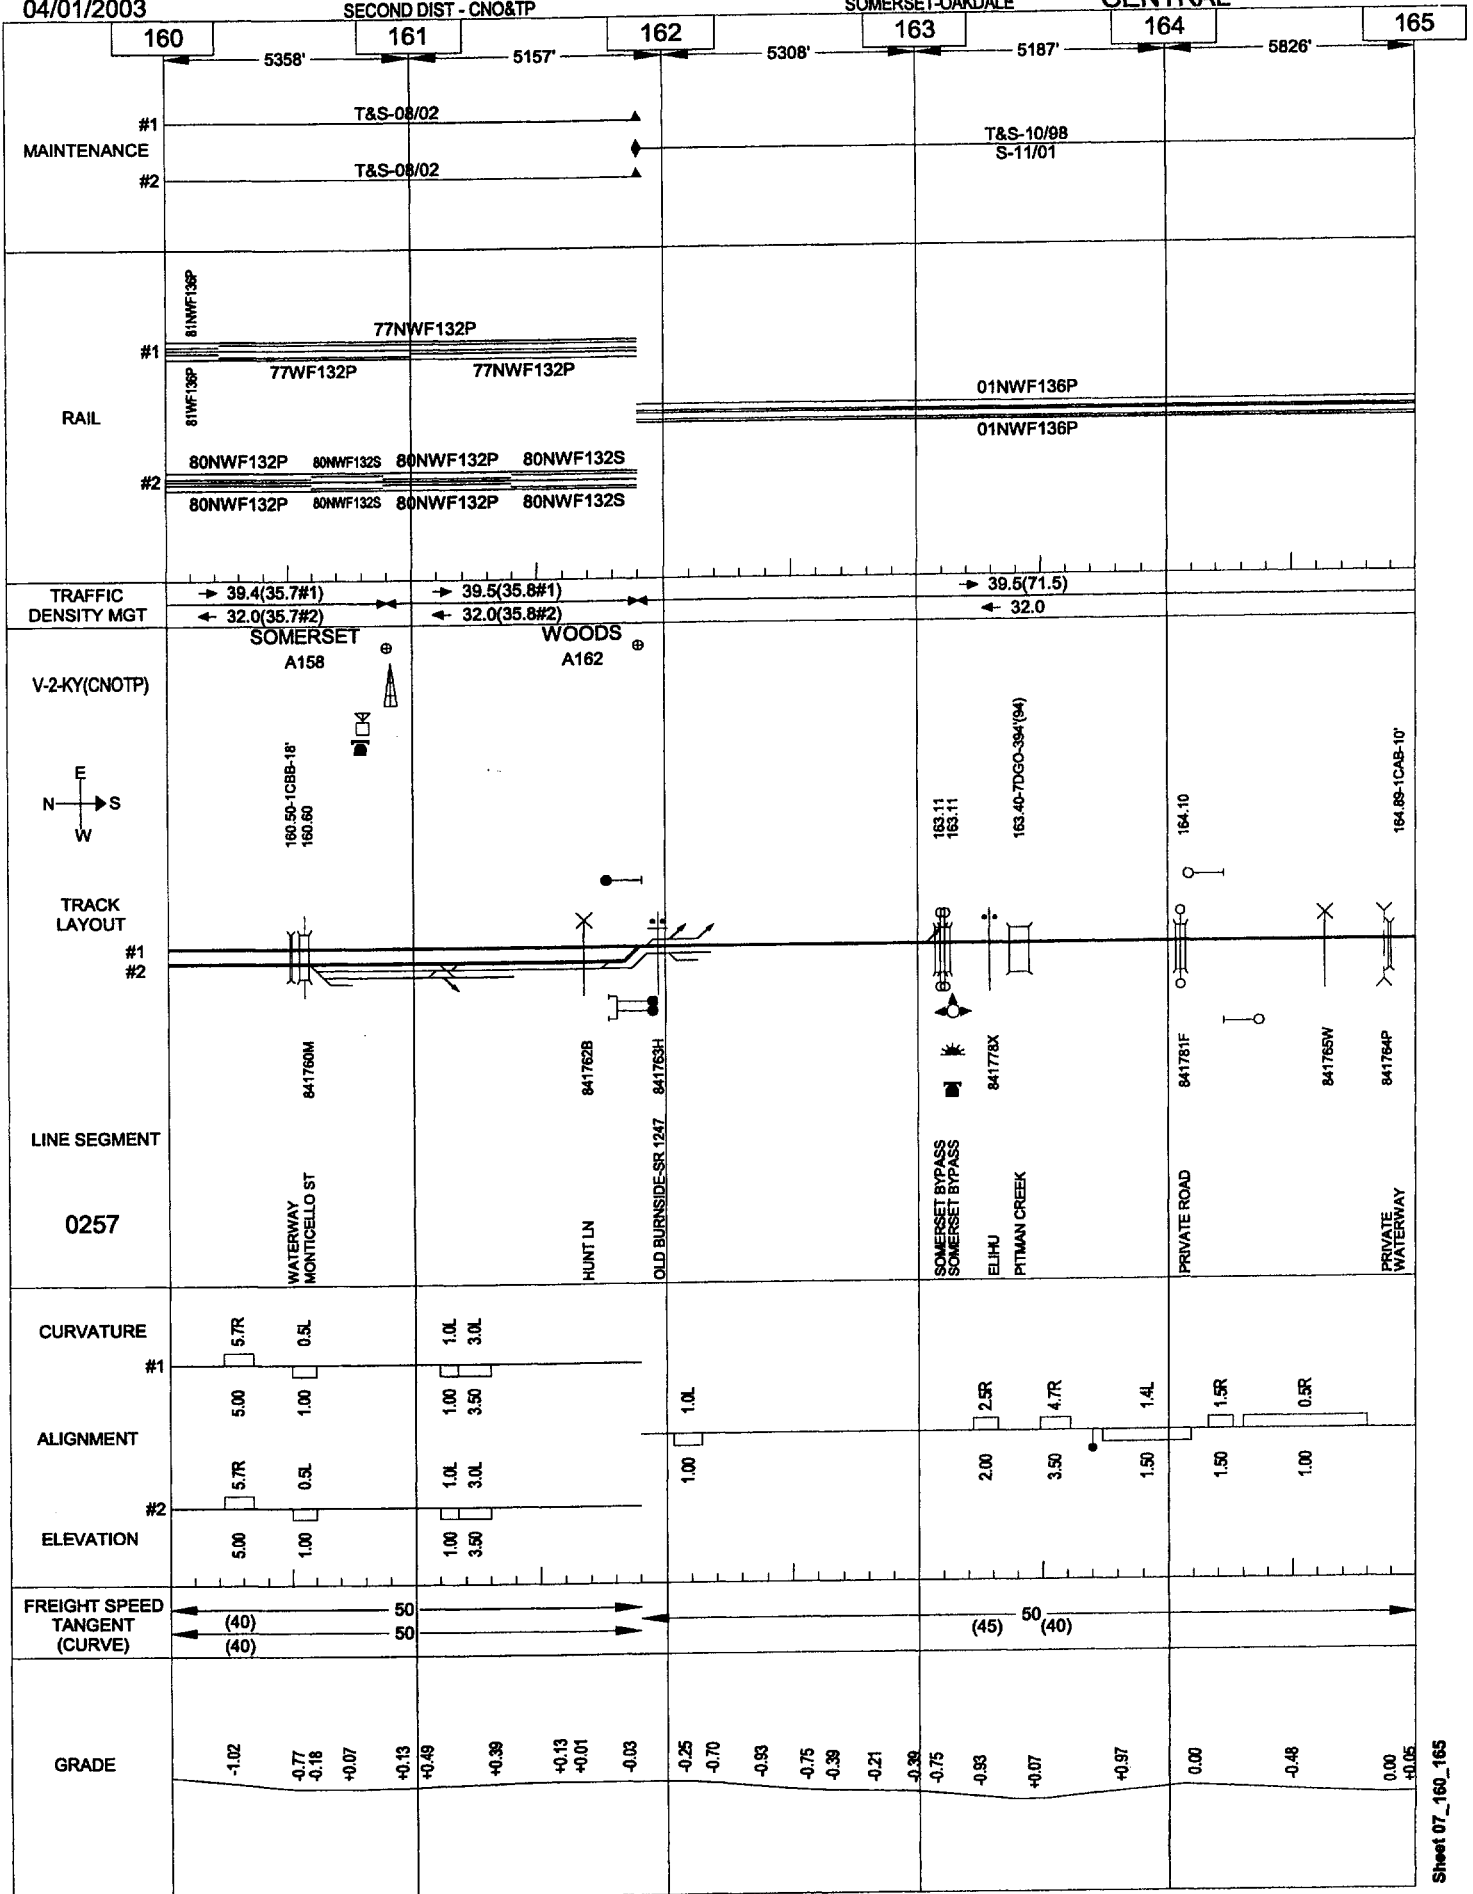 04/01/2003
SECOND DIST - CNO&TP
SOMERSET-OAKDALE
CENTRAL
160
161
162
163
164
165
5358'
5157'
5308'
5187'
5826'
MAINTENANCE
#1
T&S-08/02
#2
T&S-08/02
T&S-10/98
S-11/01
RAIL
#1
81NWF136P
81WF136P
77NWF132P
77WF132P
77NWF132P
01NWF136P
01NWF136P
#2
80NWF132P
80NWF132S
80NWF132P
80NWF132S
80NWF132P
80NWF132S
80NWF132P
80NWF132S
TRAFFIC
DENSITY MGT
39.4(35.7#1)
32.0(35.7#2)
39.5(35.8#1)
32.0(35.8#2)
39.5(71.5)
32.0
V-2-KY(CNOTP)
SOMERSET
A158
WOODS
A162
E
N
S
W
160.50-1CBB-18'
160.60
163.11
163.11
163.40-7DGO-394'(94)
164.10
164.89-1CAB-10'
TRACK
LAYOUT
#1
#2
841760M
841762B
841763H
841778X
841781F
841765W
841764P
LINE SEGMENT
0257
WATERWAY
MONTICELLO ST
HUNT LN
OLD BURNSIDE-SR 1247
SOMERSET BYPASS
SOMERSET BYPASS
ELIHU
PITMAN CREEK
PRIVATE ROAD
PRIVATE
WATERWAY
CURVATURE
#1
5.7R
0.5L
1.0L
3.0L
5.00
1.00
1.00
3.50
ALIGNMENT
1.0L
2.5R
4.7R
1.4L
1.5R
0.5R
1.00
2.00
3.50
1.50
1.50
1.00
#2
5.7R
0.5L
1.0L
3.0L
5.00
1.00
1.00
3.50
ELEVATION
FREIGHT SPEED
TANGENT
(CURVE)
50
(40)
50
(40)
50
(45)
(40)
GRADE
-1.02
-0.77
-0.18
+0.07
+0.13
+0.49
+0.39
+0.13
+0.01
-0.03
-0.25
-0.70
-0.93
-0.75
-0.39
-0.21
-0.39
-0.75
-0.93
+0.07
+0.97
0.00
-0.48
0.00
+0.05
Sheet 07_160_165